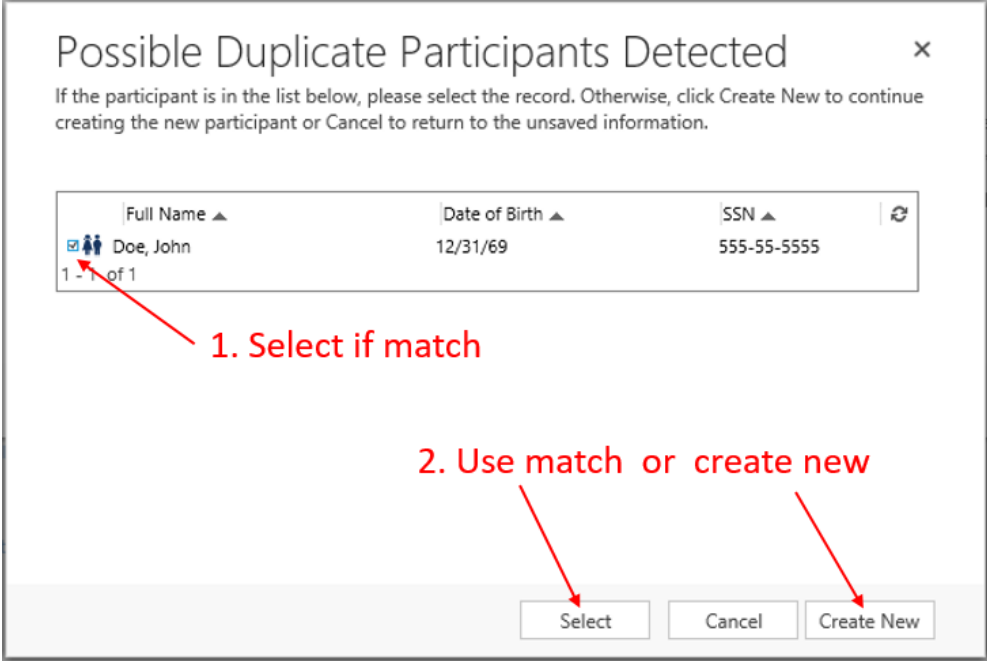 Possible Duplicate Participants Detected
If the participant is in the list below, please select the record. Otherwise, click Create New to continue
creating the new participant or Cancel to return to the unsaved information.
Full Name Date of Birth SSN
Doe, John 12/31/69 555-55-5555
1 - 1 of 1
1. Select if match
2. Use match or create new
Select Cancel Create New